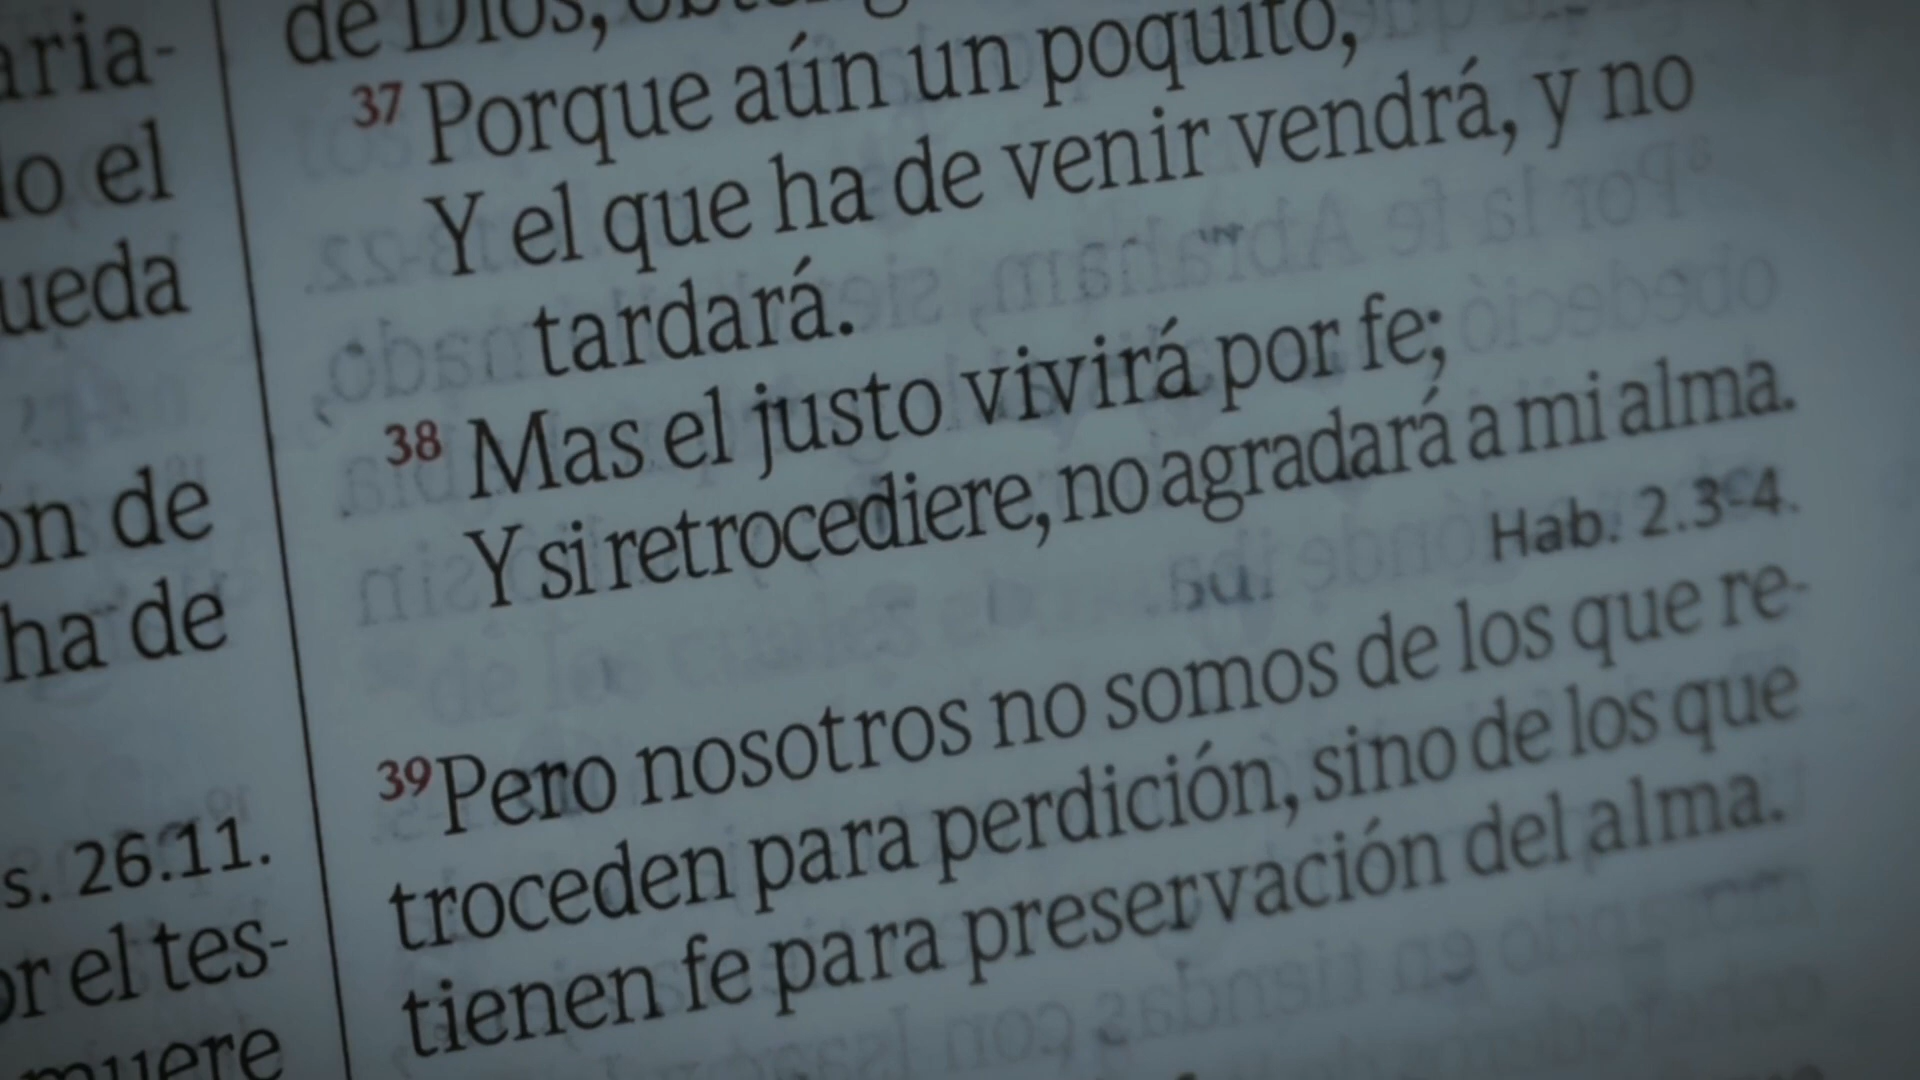 aria-
lo el
ueda
ón de
ha de
s. 26.11.
or el tes-
muere
de Dios,
37 Porque aún un poquito,
Y el que ha de venir vendrá, y no
tardará.
38 Mas el justo vivirá por fe;
Y si retrocediere, no agradará a mi alma.
Hab. 2.3-4.
39 Pero nosotros no somos de los que re-
troceden para perdición, sino de los que
tienen fe para preservación del alma.